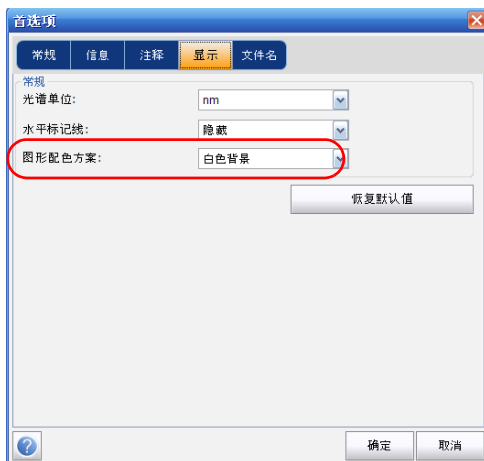 首选项
常规 信息 注释 显示 文件名
常规
光谱单位: nm
水平标记线: 隐藏
图形配色方案: 白色背景
恢复默认值
? 确定 取消